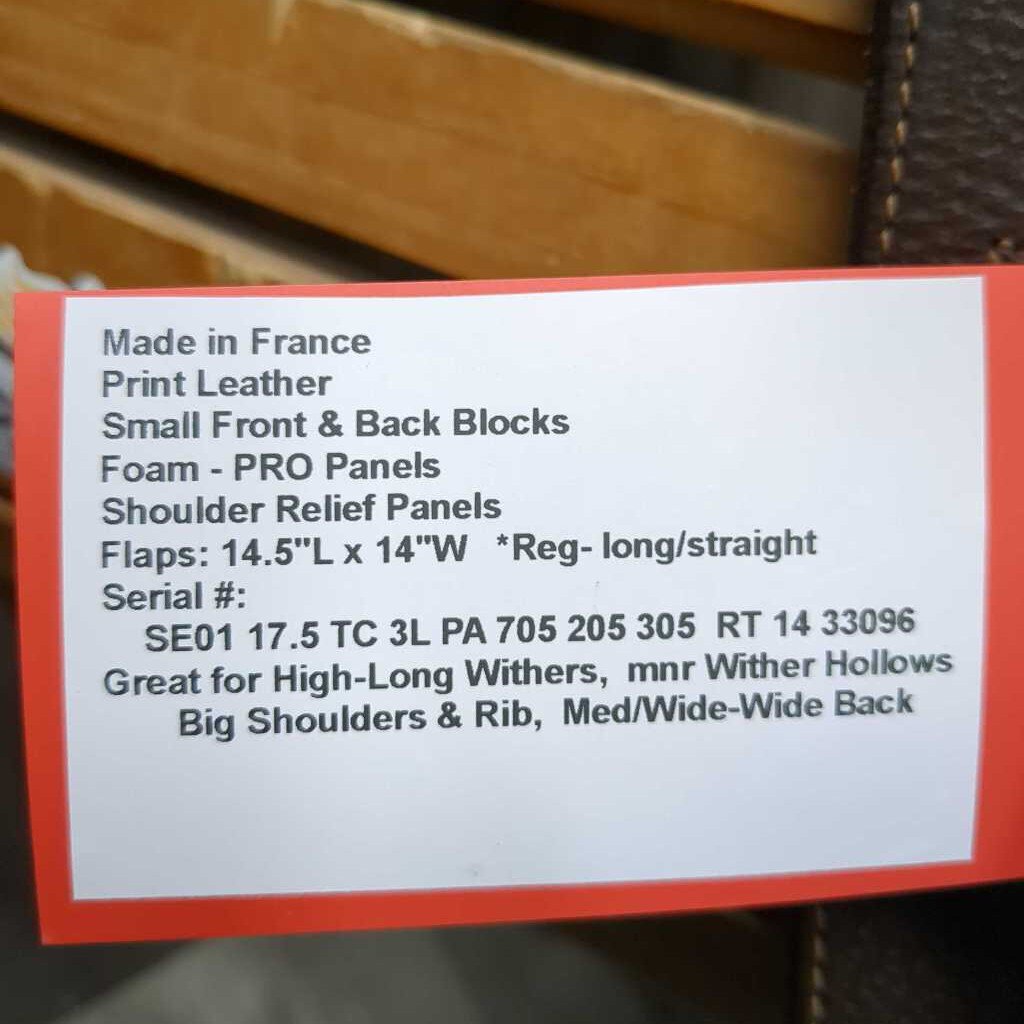 Made in France
Print Leather
Small Front & Back Blocks
Foam - PRO Panels
Shoulder Relief Panels
Flaps: 14.5"L x 14"W *Reg- long/straight
Serial #:
SE01 17.5 TC 3L PA 705 205 305 RT 14 33096
Great for High-Long Withers, mnr Wither Hollows
Big Shoulders & Rib, Med/Wide-Wide Back